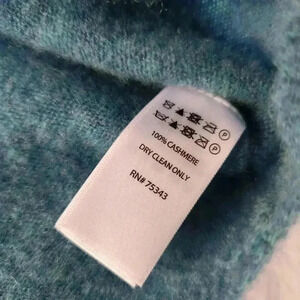 100% CASHMERE
DRY CLEAN ONLY
RN# 75343